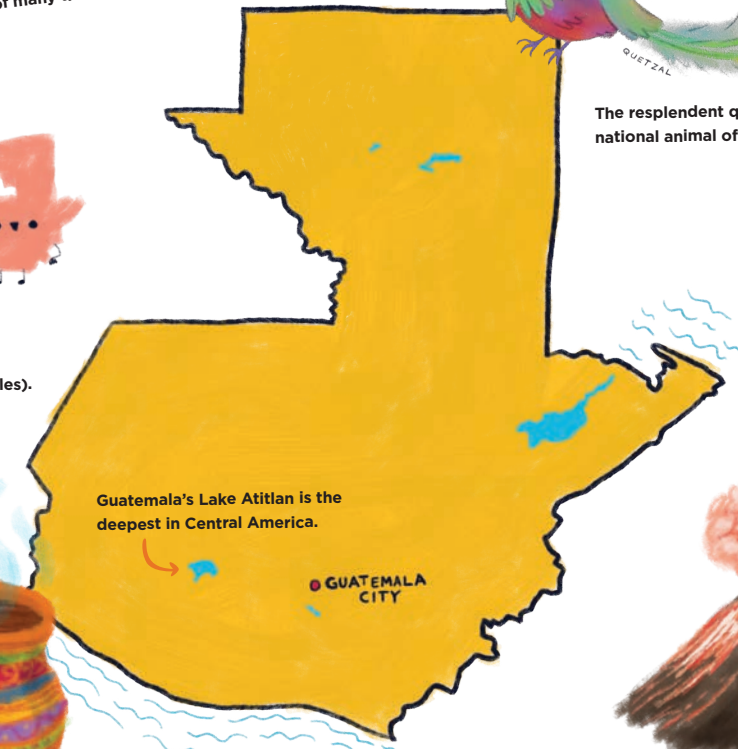 of many
QUETZAL
The resplendent
national animal of
les).
Guatemala's Lake Atitlan is the
deepest in Central America.
GUATEMALA
CITY